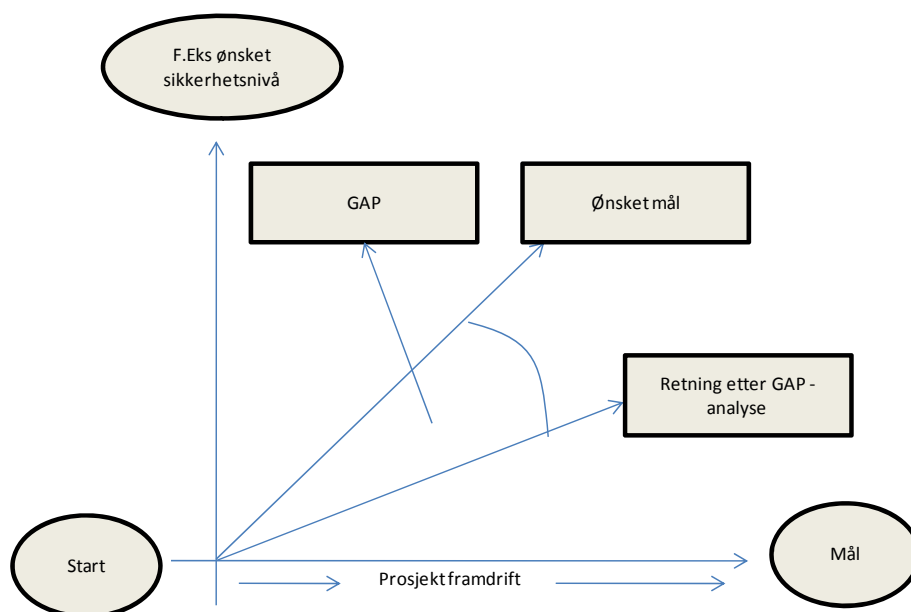 F.Eks ønsket
sikkerhetsnivå
GAP
Ønsket mål
Retning etter GAP -
analyse
Start
Mål
Prosjekt framdrift